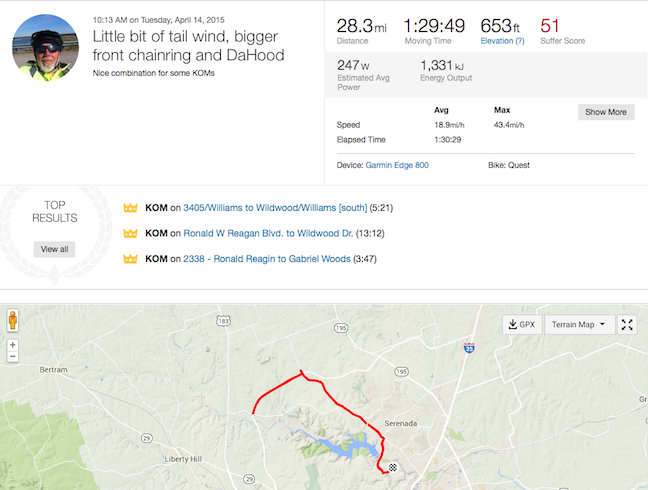 10:13 AM on Tuesday, April 14, 2015
Little bit of tail wind, bigger
front chainring and DaHood
Nice combination for some KOMs
28.3mi
Distance
1:29:49
Moving Time
653ft
Elevation (?)
51
Suffer Score
247 W
Estimated Avg
Power
1,331 kJ
Energy Output
Avg Max
Speed 18.9mi/h 43.4mi/h
Elapsed Time 1:30:29
Show More
Device: Garmin Edge 800
Bike: Quest
TOP
RESULTS
View all
KOM on 3405/Williams to Wildwood/Williams [south] (5:21)
KOM on Ronald W Reagan Blvd. to Wildwood Dr. (13:12)
KOM on 2338 - Ronald Reagin to Gabriel Woods (3:47)
GPX
Terrain Map
+
−
183
195
35
195
Bertram
Serenada
Gr
29
Liberty Hill
29